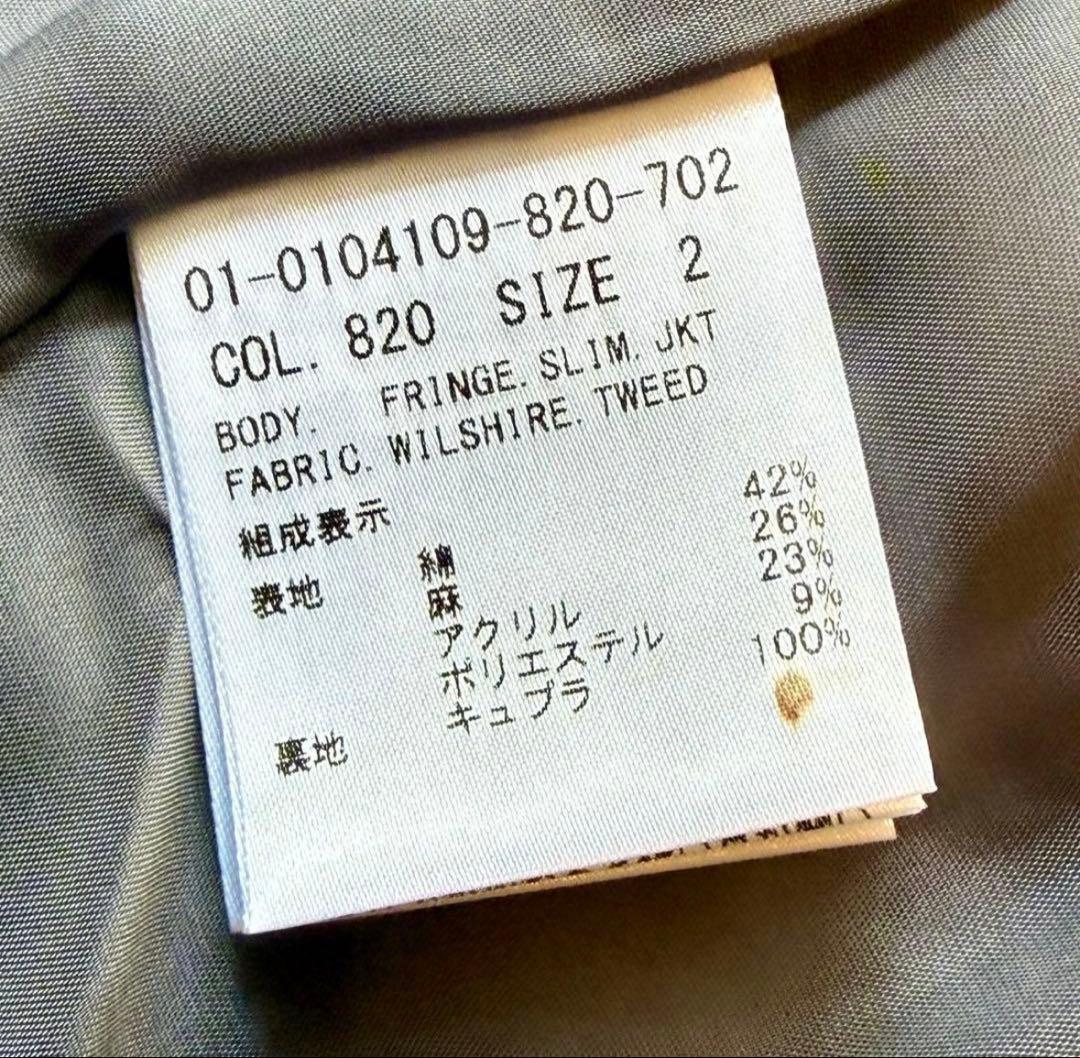 01-0104109-820-702
COL. 820 SIZE 2
BODY. FRINGE. SLIM. JKT
FABRIC. WILSHIRE. TWEED
組成表示
表地 綿 42%
麻 26%
アクリル 23%
ポリエステル 9%
裏地 キュプラ 100%